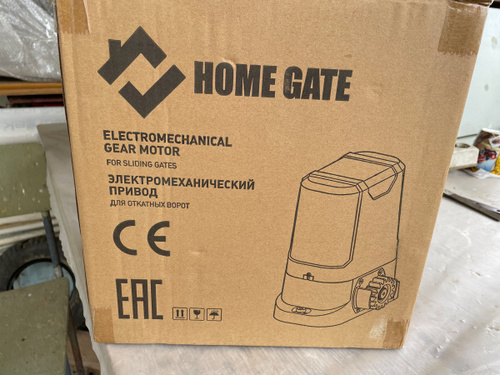 HOME GATE
ELECTROMECHANICAL
GEAR MOTOR
FOR SLIDING GATES
ЭЛЕКТРОМЕХАНИЧЕСКИЙ
ПРИВОД
ДЛЯ ОТКАТНЫХ ВОРОТ
CE
EAC